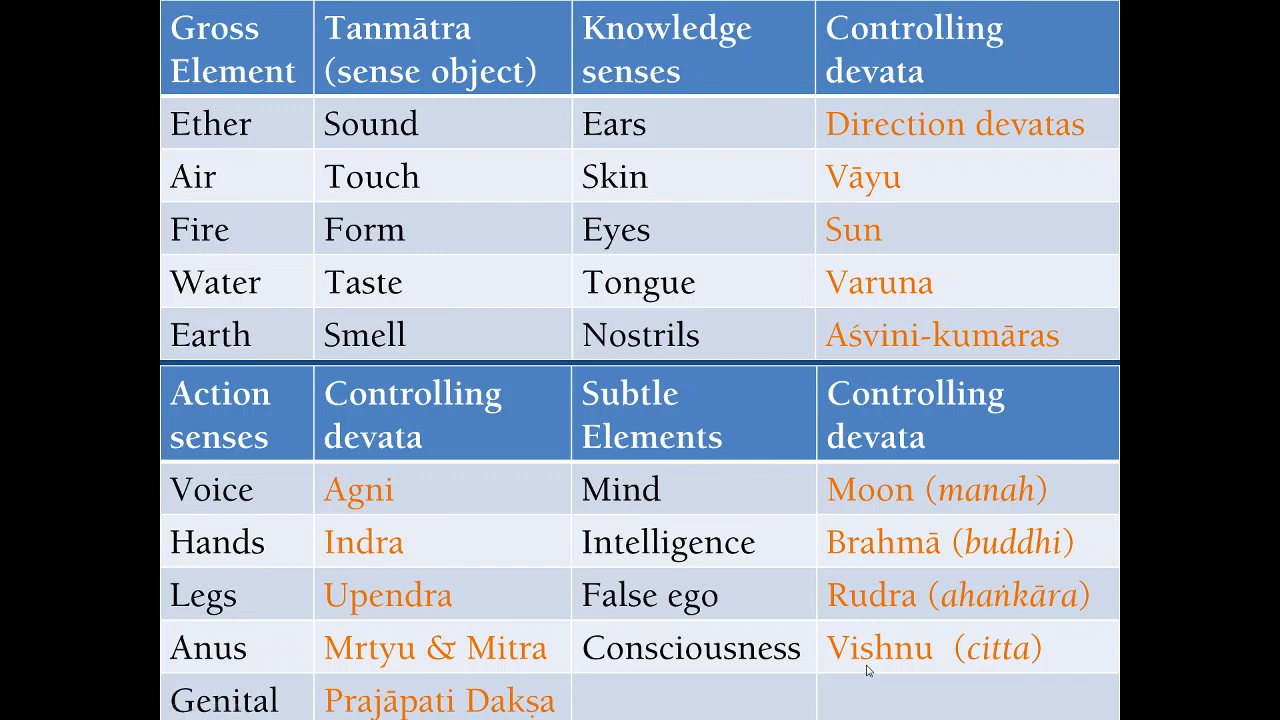 Gross Element Tanmātra (sense object) Knowledge senses Controlling devata
Ether Sound Ears Direction devatas
Air Touch Skin Vāyu
Fire Form Eyes Sun
Water Taste Tongue Varuna
Earth Smell Nostrils Aśvini-kumāras
Action senses Controlling devata Subtle Elements Controlling devata
Voice Agni Mind Moon (manah)
Hands Indra Intelligence Brahmā (buddhi)
Legs Upendra False ego Rudra (ahaṅkāra)
Anus Mrtyu & Mitra Consciousness Vishnu (citta)
Genital Prajāpati Dakṣa